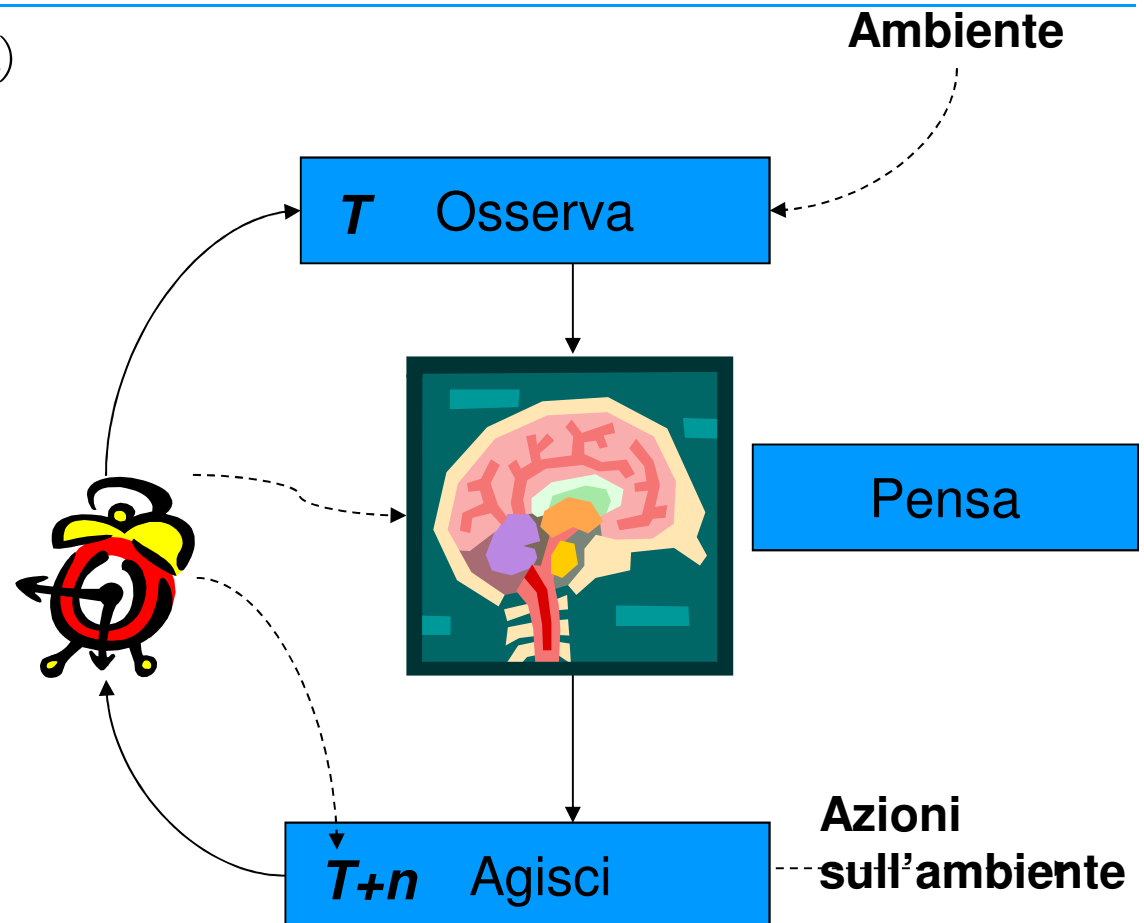 )
Ambiente
T Osserva
Pensa
T+n Agisci
Azioni
sull’ambiente